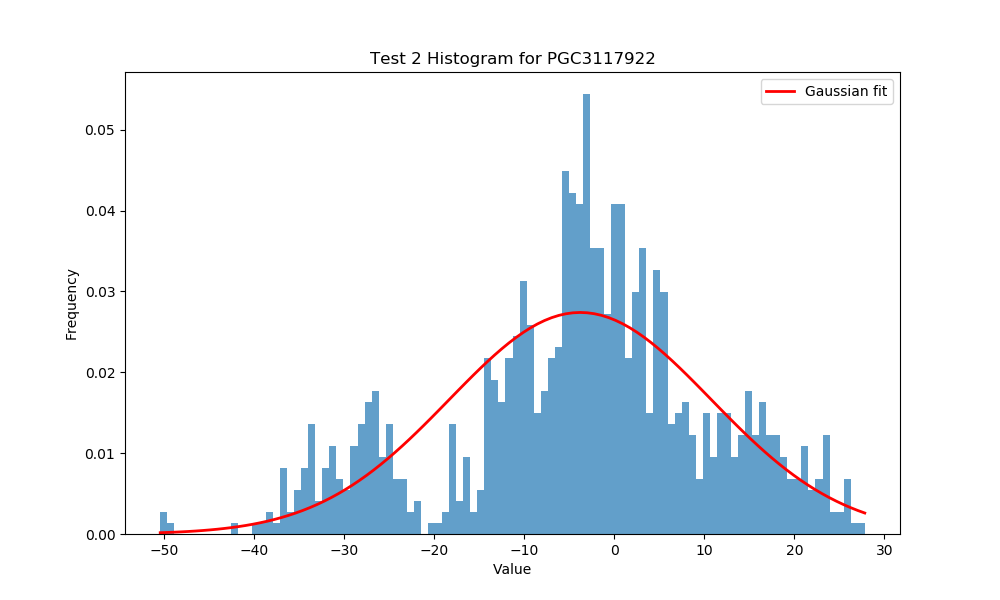 Test 2 Histogram for PGC3117922
Gaussian fit
0.05
0.04
0.03
0.02
0.01
0.00
Frequency
−50 −40 −30 −20 −10 0 10 20 30
Value